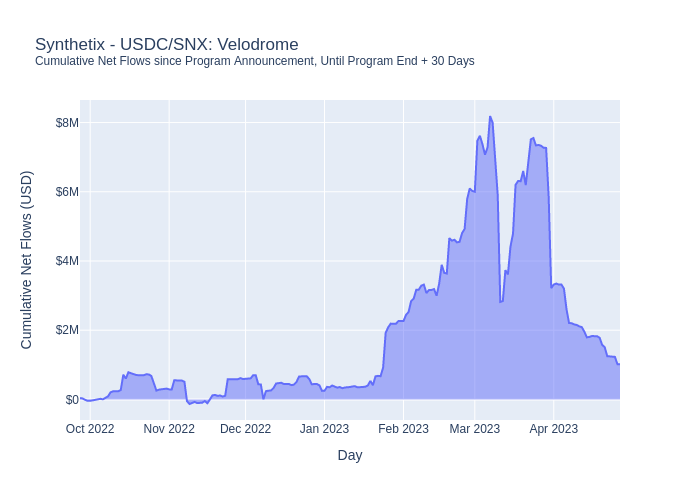 Synthetix - USDC/SNX: Velodrome
Cumulative Net Flows since Program Announcement, Until Program End + 30 Days
Cumulative Net Flows (USD)
$8M
$6M
$4M
$2M
$0
Oct 2022 Nov 2022 Dec 2022 Jan 2023 Feb 2023 Mar 2023 Apr 2023
Day